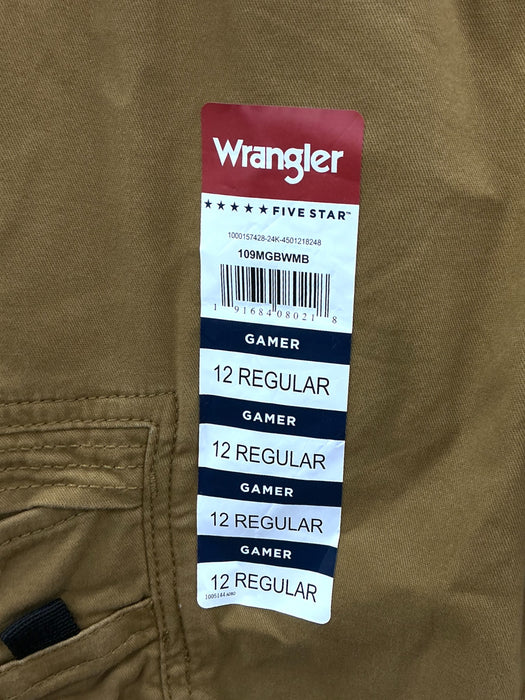 Wrangler
★★★★★ FIVE STAR™
1000157428-24K-4501218248
109MGBWMB
1 91684 08021 8
GAMER
12 REGULAR
GAMER
12 REGULAR
GAMER
12 REGULAR
GAMER
12 REGULAR
1005144